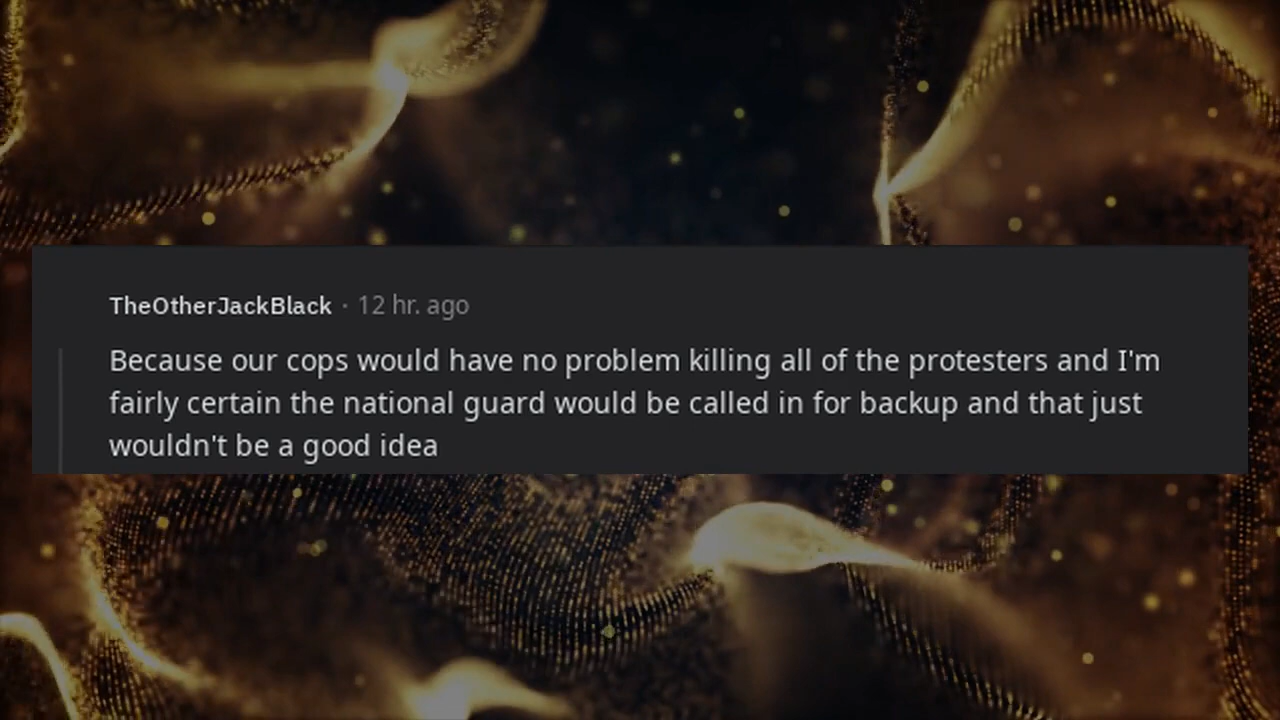 TheOtherJackBlack · 12 hr. ago
Because our cops would have no problem killing all of the protesters and I'm
fairly certain the national guard would be called in for backup and that just
wouldn't be a good idea